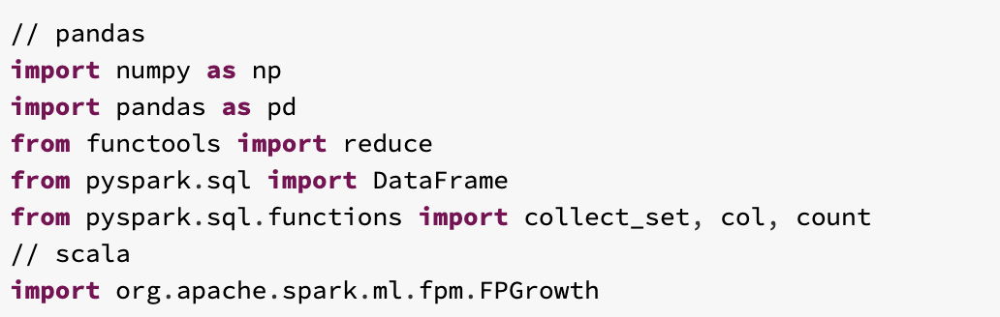 // pandas
import numpy as np
import pandas as pd
from functools import reduce
from pyspark.sql import DataFrame
from pyspark.sql.functions import collect_set, col, count
// scala
import org.apache.spark.ml.fpm.FPGrowth